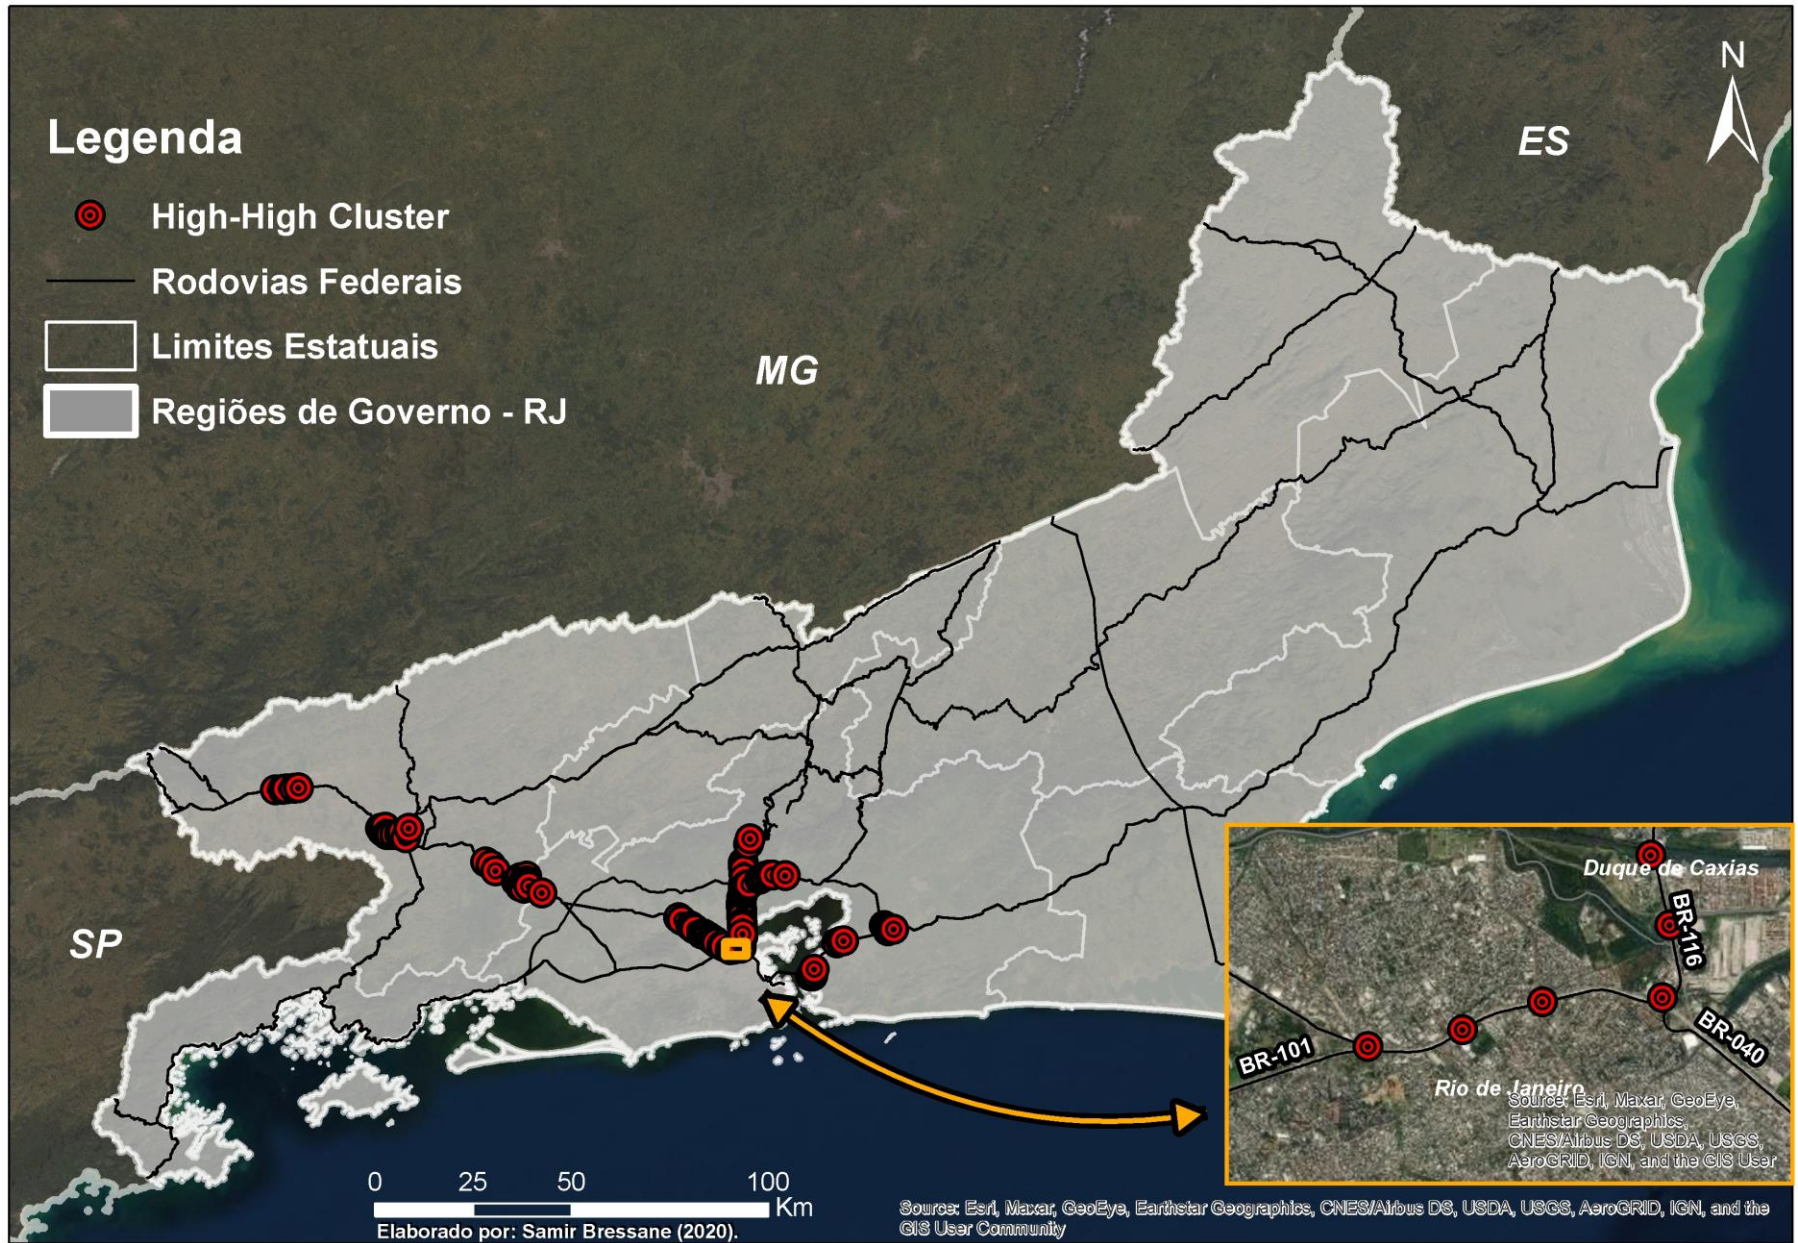 N
ES
Legenda
High-High Cluster
Rodovias Federais
Limites Estatuais
Regiões de Governo - RJ
MG
SP
Duque de Caxias
BR-116
BR-040
BR-101
Rio de Janeiro
Source: Esri, Maxar, GeoEye,
Earthstar Geographics,
CNES/Airbus DS, USDA, USGS,
AeroGRID, IGN, and the GIS User
0 25 50 100
Km
Elaborado por: Samir Bressane (2020).
Source: Esri, Maxar, GeoEye, Earthstar Geographics, CNES/Airbus DS, USDA, USGS, AeroGRID, IGN, and the
GIS User Community